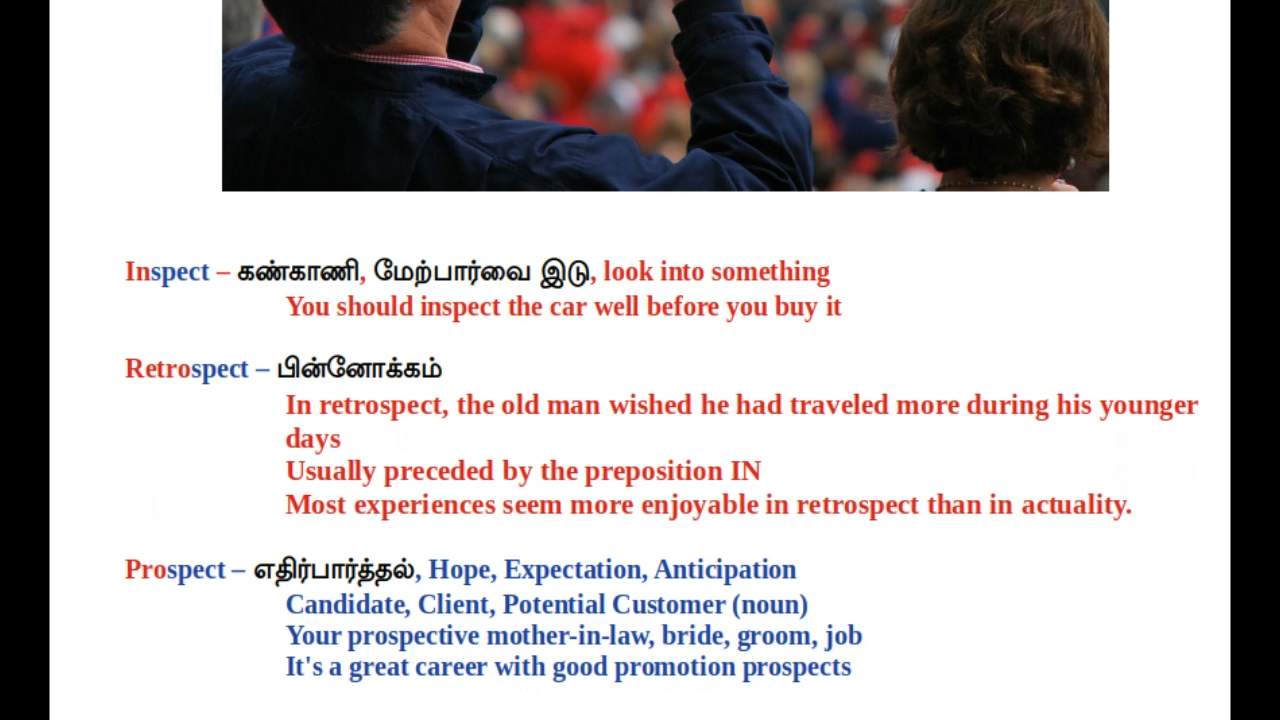 Inspect – கண்காணி, மேற்பார்வை இடு, look into something
You should inspect the car well before you buy it
Retrospect – பின்னோக்கம்
In retrospect, the old man wished he had traveled more during his younger
days
Usually preceded by the preposition IN
Most experiences seem more enjoyable in retrospect than in actuality.
Prospect – எதிர்பார்த்தல், Hope, Expectation, Anticipation
Candidate, Client, Potential Customer (noun)
Your prospective mother-in-law, bride, groom, job
It's a great career with good promotion prospects